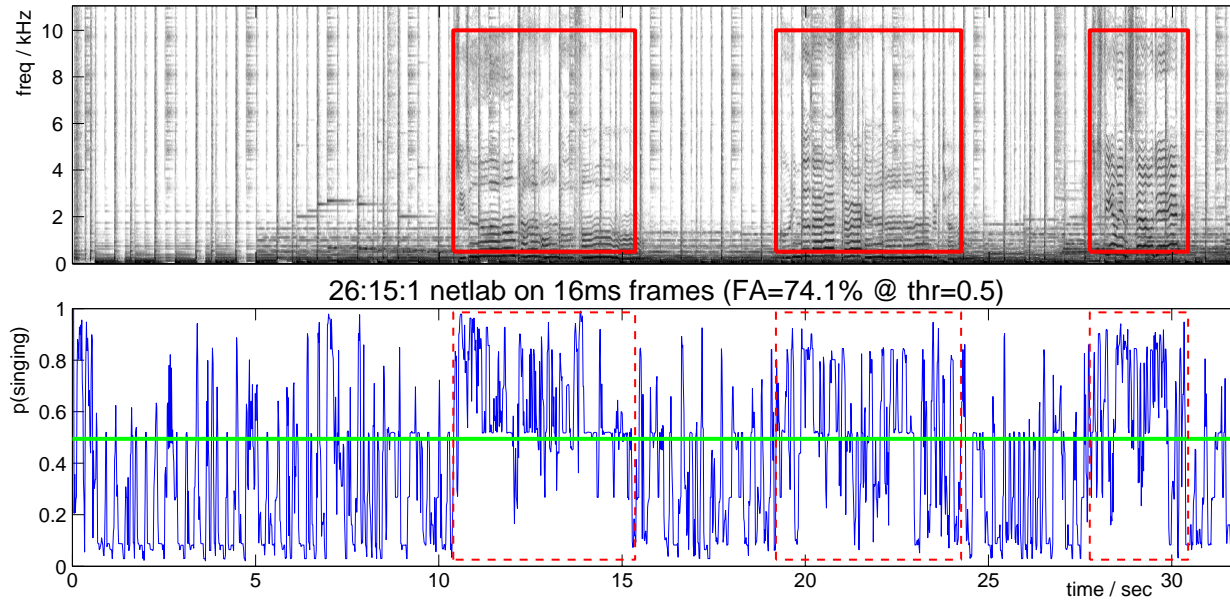 freq / kHz
10
8
6
4
2
0
26:15:1 netlab on 16ms frames (FA=74.1% @ thr=0.5)
p(singing)
1
0.8
0.6
0.4
0.2
0
0 5 10 15 20 25 30
time / sec